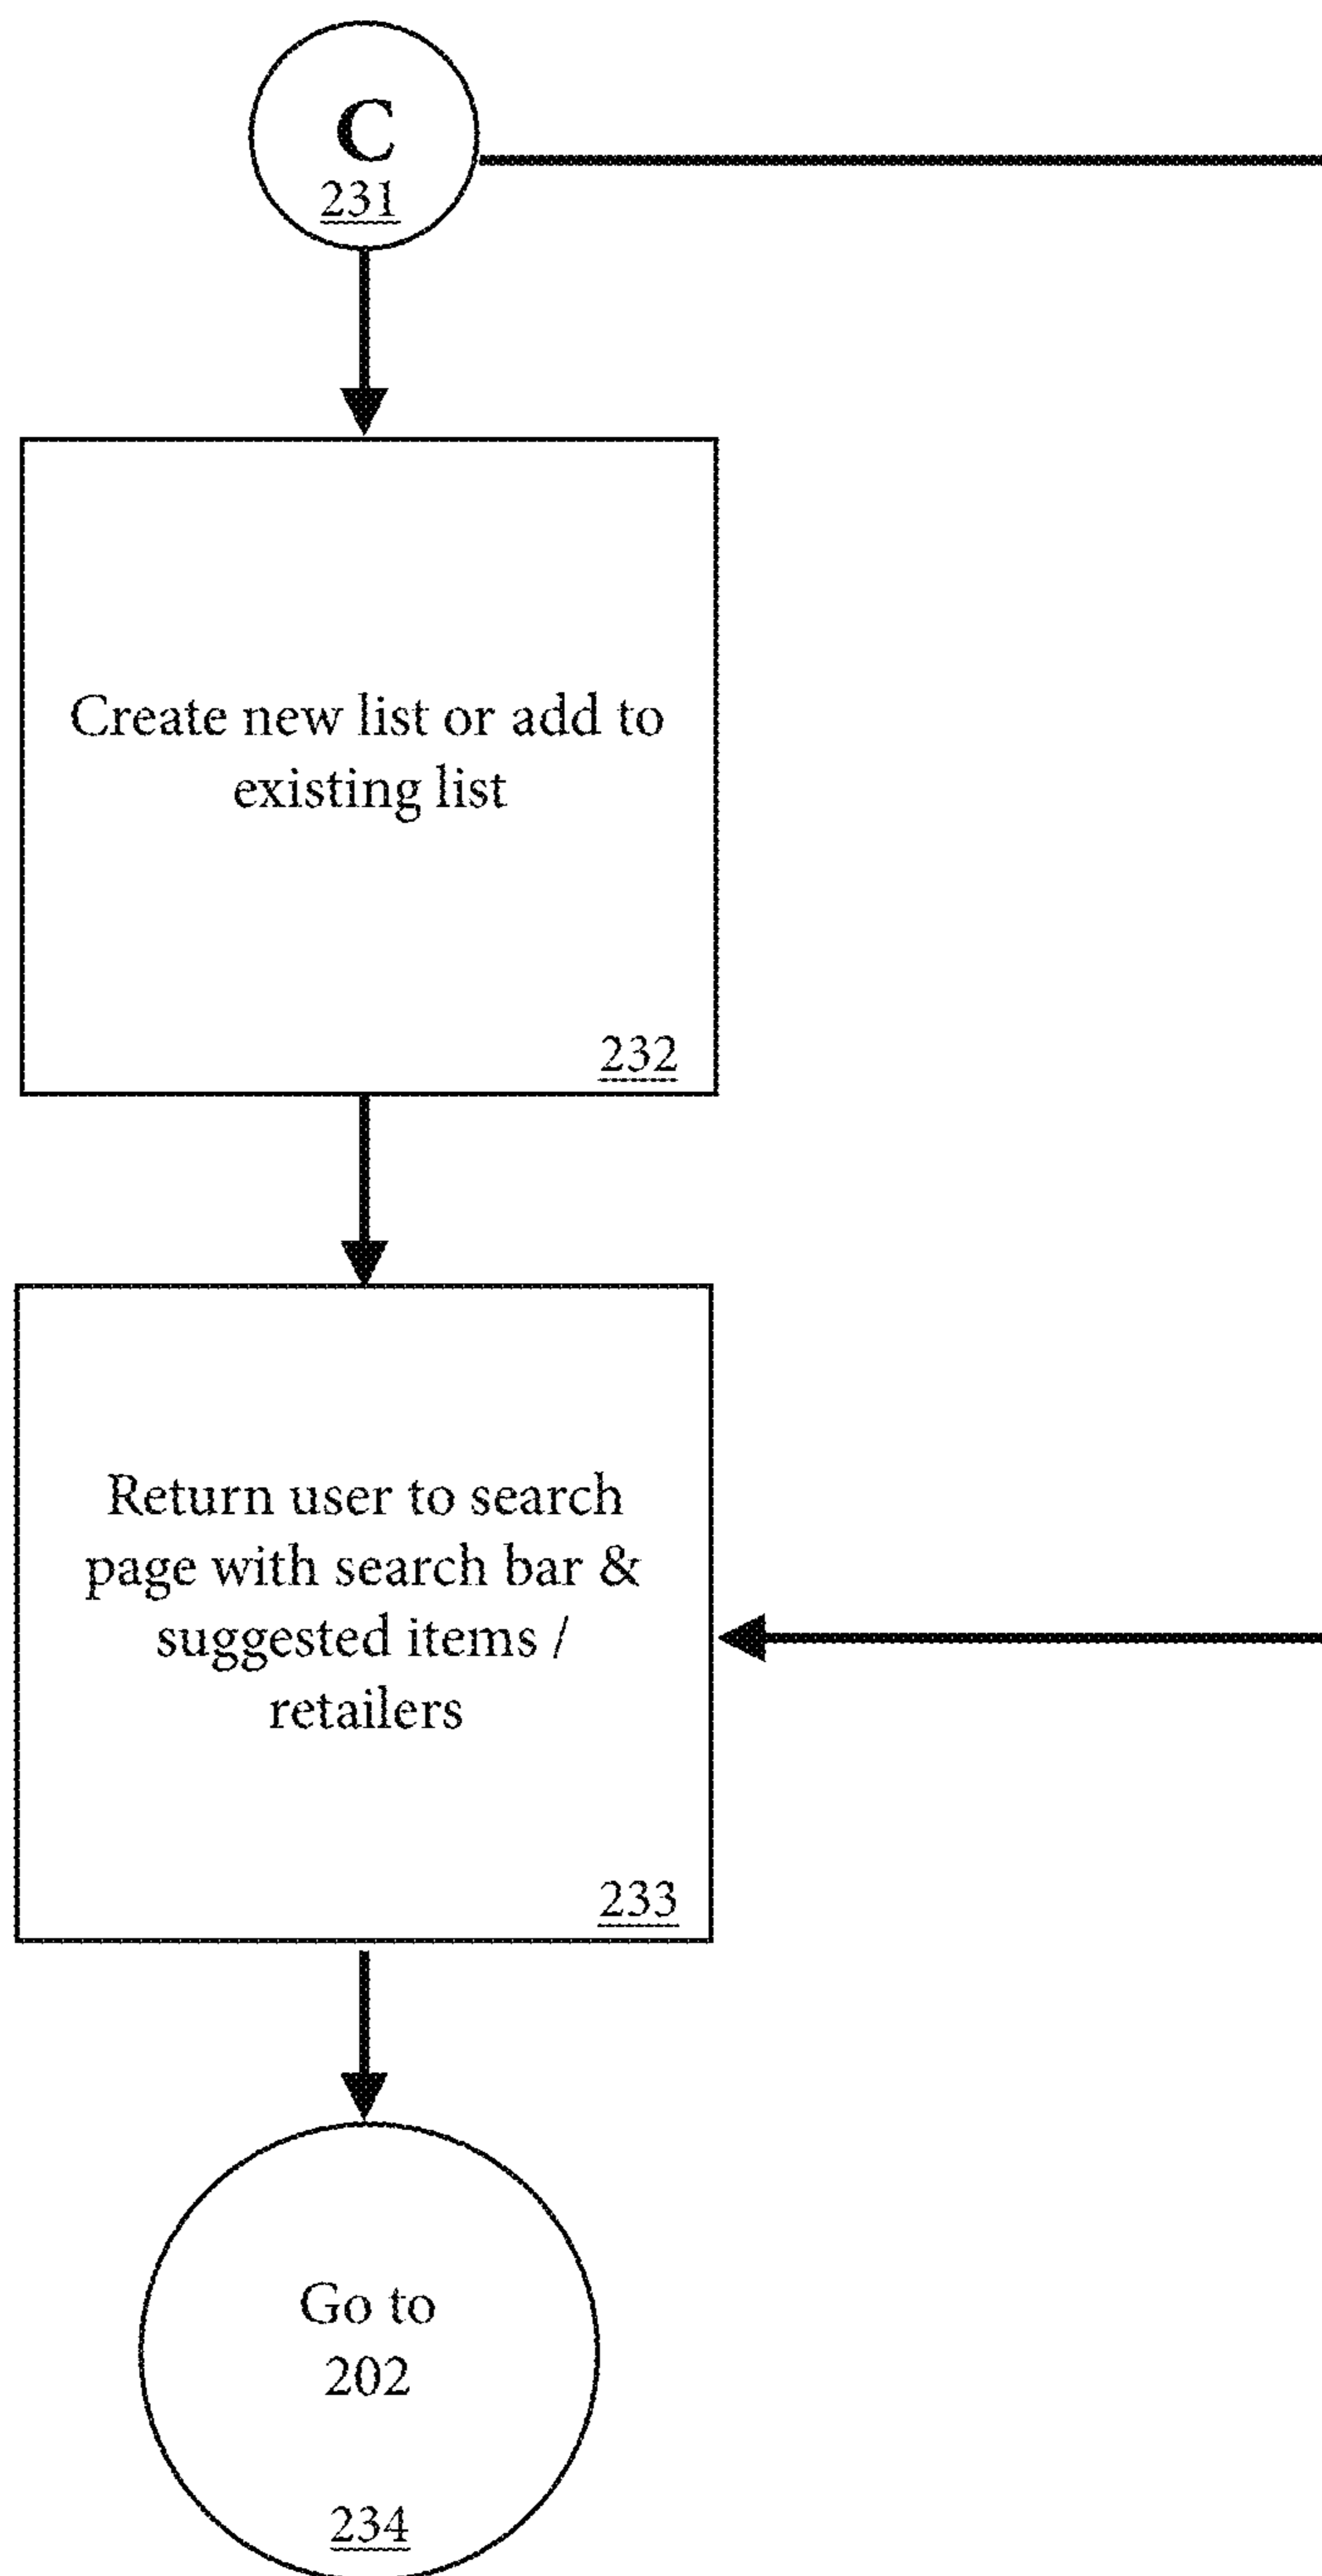 C
231
Create new list or add to
existing list
232
Return user to search
page with search bar &
suggested items /
retailers
233
Go to
202
234